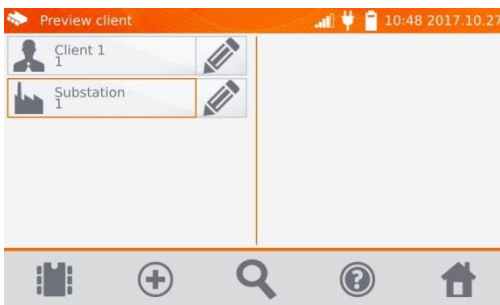 Preview client
10:48 2017.10.27
Client 1
1
Substation
1
?